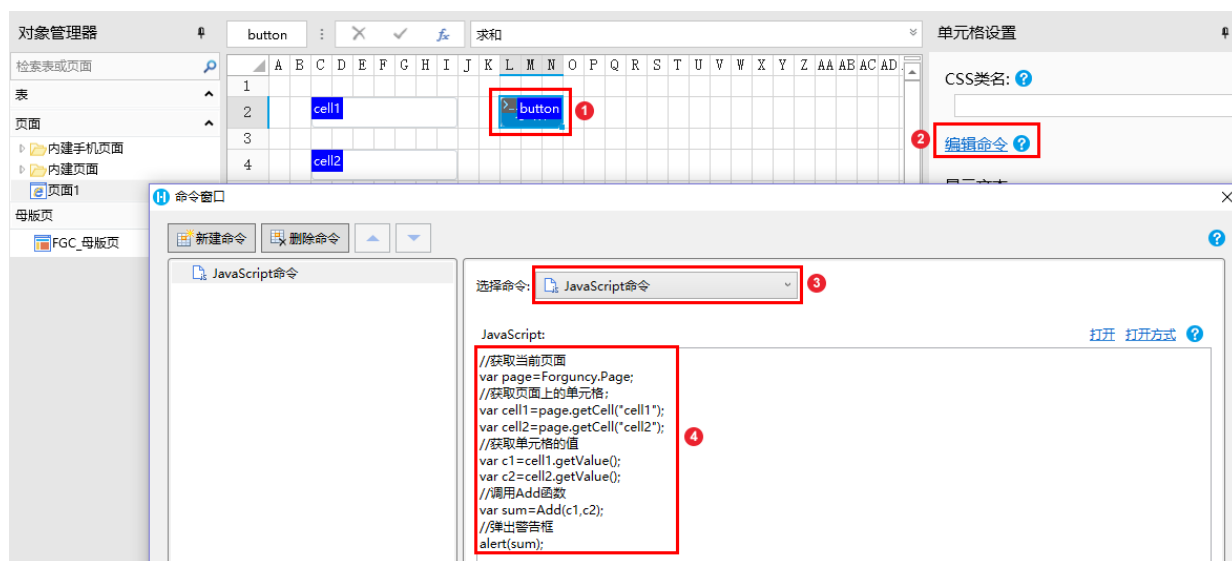 对象管理器
button
求和
单元格设置
检索表或页面
A B C D E F G H I J K L M N O P Q R S T U V W X Y Z AA AB AC AD
表
1
页面
2
cell1
button
1
3
内建手机页面
内建页面
4
cell2
页面1
母版页
FGC_母版页
CSS类名:
2
编辑命令
命令窗口
新建命令
删除命令
JavaScript命令
选择命令:
JavaScript命令
3
JavaScript:
打开
打开方式
//获取当前页面
var page=Forguncy.Page;
//获取页面上的单元格;
var cell1=page.getCell("cell1");
var cell2=page.getCell("cell2");
//获取单元格的值
var c1=cell1.getValue();
var c2=cell2.getValue();
//调用Add函数
var sum=Add(c1,c2);
//弹出警告框
alert(sum);
4